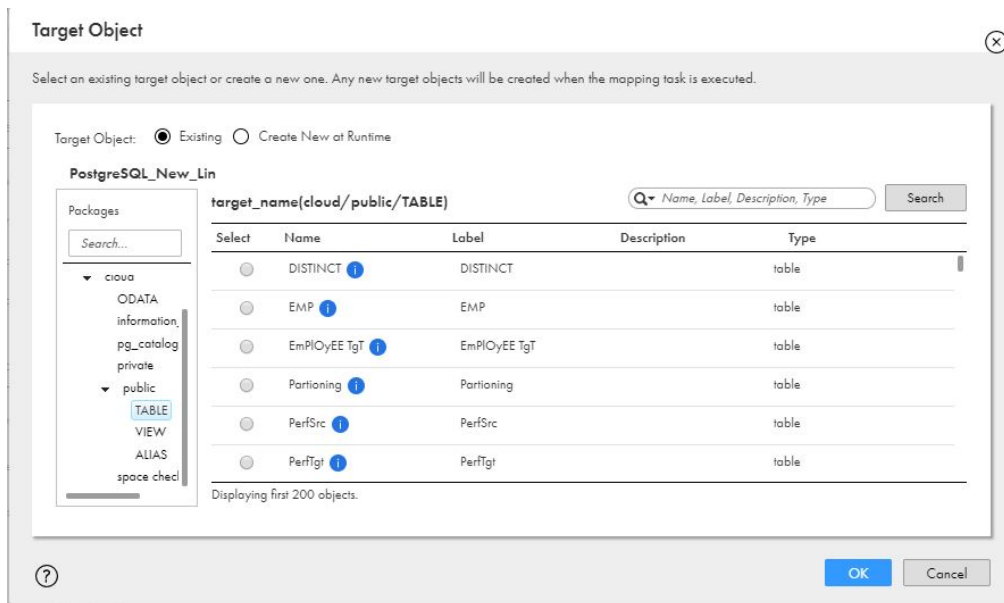 Target Object
Select an existing target object or create a new one. Any new target objects will be created when the mapping task is executed.
Target Object: Existing Create New at Runtime
PostgreSQL_New_Lin
Packages
Search...
cloud
ODATA
information_
pg_catalog
private
public
TABLE
VIEW
ALIAS
space checl
target_name(cloud/public/TABLE)
Name, Label, Description, Type
Search
Select Name Label Description Type
DISTINCT i DISTINCT table
EMP i EMP table
EmPlOyEE TgT i EmPlOyEE TgT table
Partioning i Partioning table
PerfSrc i PerfSrc table
PerfTgt i PerfTgt table
Displaying first 200 objects.
? OK Cancel